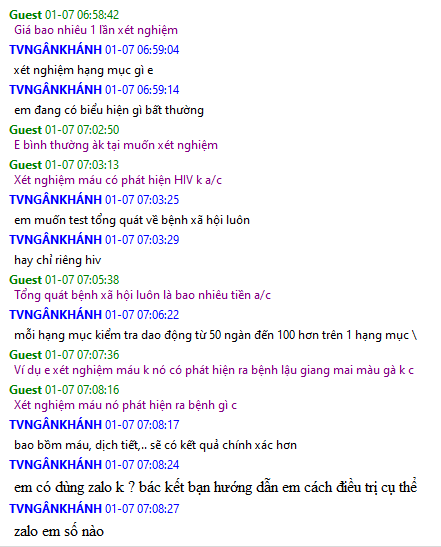 Guest 01-07 06:58:42
Giá bao nhiêu 1 lần xét nghiệm
TVNGÂNKHÁNH 01-07 06:59:04
xét nghiệm hạng mục gì e
TVNGÂNKHÁNH 01-07 06:59:14
em đang có biểu hiện gì bất thường
Guest 01-07 07:02:50
E bình thường àk tại muốn xét nghiệm
Guest 01-07 07:03:13
Xét nghiệm máu có phát hiện HIV k a/c
TVNGÂNKHÁNH 01-07 07:03:25
em muốn test tổng quát về bệnh xã hội luôn
TVNGÂNKHÁNH 01-07 07:03:29
hay chỉ riêng hiv
Guest 01-07 07:05:38
Tổng quát bệnh xã hội luôn là bao nhiêu tiền a/c
TVNGÂNKHÁNH 01-07 07:06:22
mỗi hạng mục kiểm tra dao động từ 50 ngàn đến 100 hơn trên 1 hạng mục \
Guest 01-07 07:07:36
Ví dụ e xét nghiệm máu k nó có phát hiện ra bệnh lậu giang mai màu gà k c
Guest 01-07 07:08:16
Xét nghiệm máu nó phát hiện ra bệnh gì c
TVNGÂNKHÁNH 01-07 07:08:17
bao bồm máu, dịch tiết,.. sẽ có kết quả chính xác hơn
TVNGÂNKHÁNH 01-07 07:08:24
em có dùng zalo k ? bác kết bạn hướng dẫn em cách điều trị cụ thể
TVNGÂNKHÁNH 01-07 07:08:27
zalo em số nào